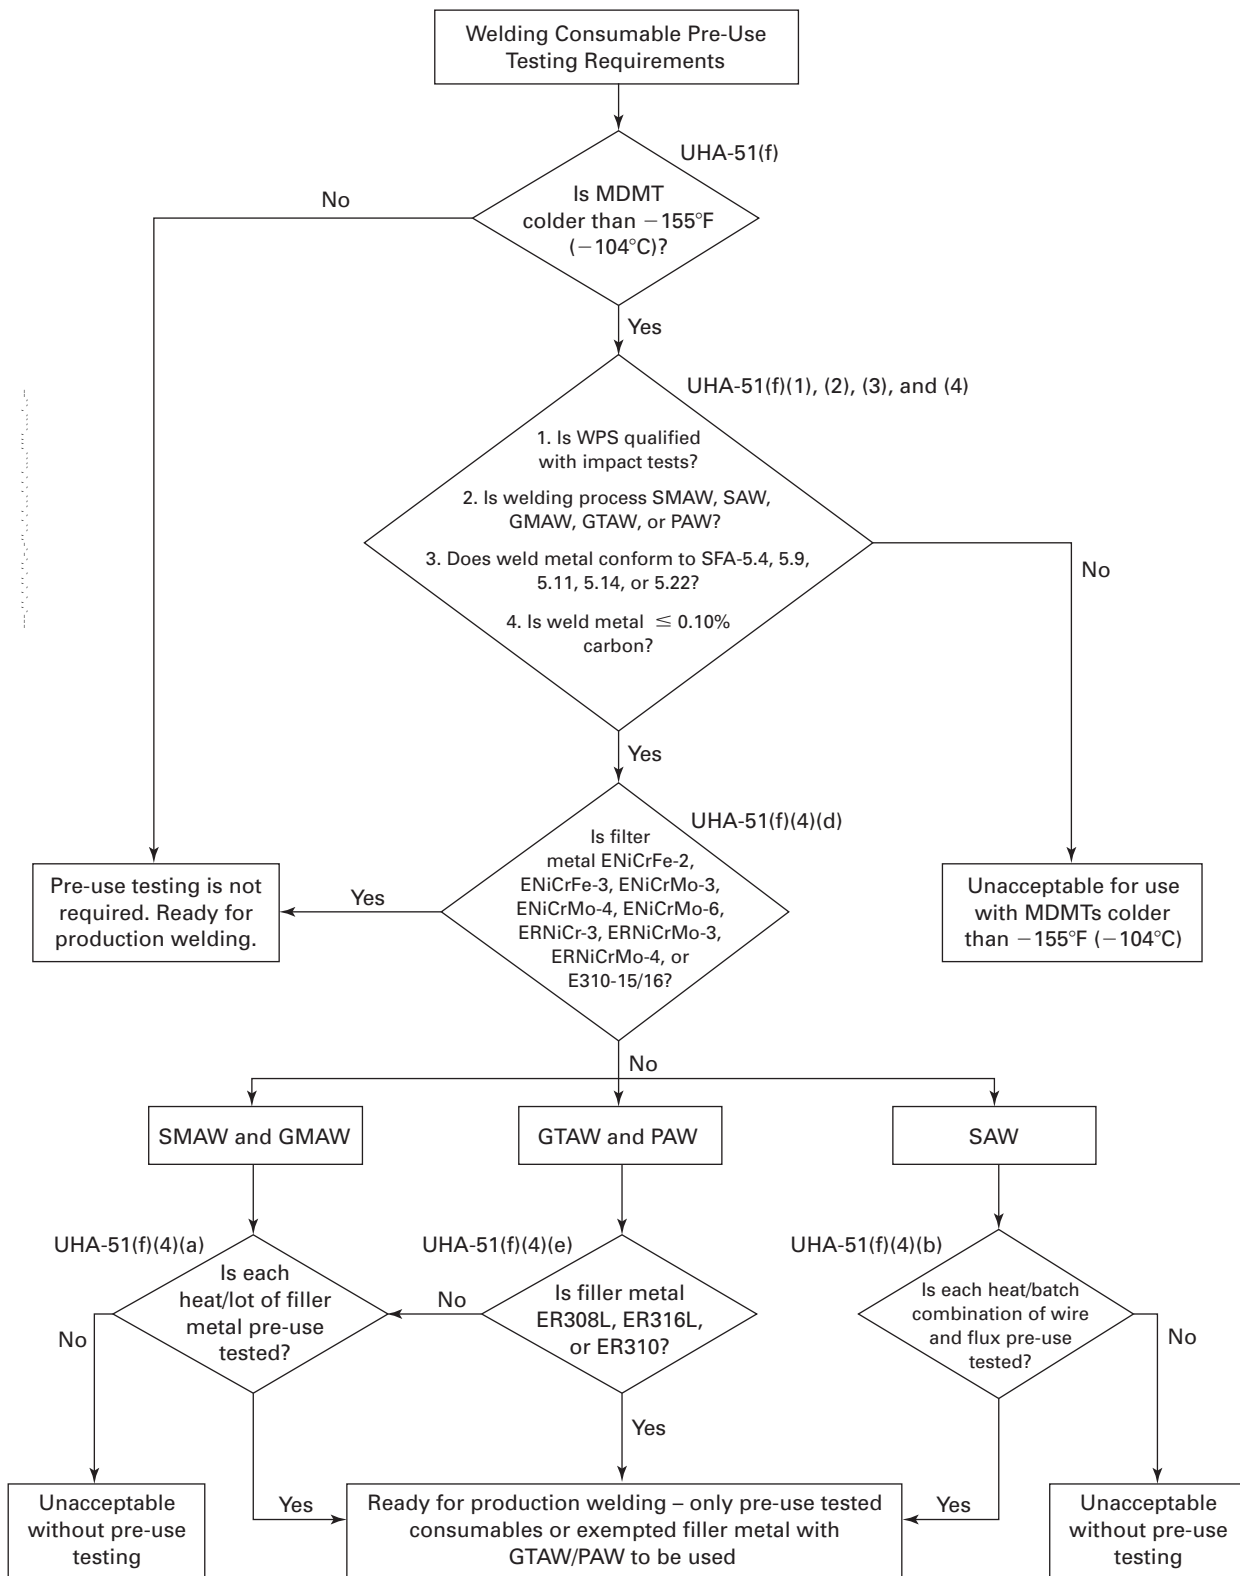 Welding Consumable Pre-Use
Testing Requirements
UHA-51(f)
Is MDMT
colder than −155°F
(−104°C)?
No
Yes
UHA-51(f)(1), (2), (3), and (4)
1. Is WPS qualified
with impact tests?
2. Is welding process SMAW, SAW,
GMAW, GTAW, or PAW?
3. Does weld metal conform to SFA-5.4, 5.9,
5.11, 5.14, or 5.22?
4. Is weld metal ≤ 0.10%
carbon?
No
Yes
UHA-51(f)(4)(d)
Is filter
metal ENiCrFe-2,
ENiCrFe-3, ENiCrMo-3,
ENiCrMo-4, ENiCrMo-6,
ERNiCr-3, ERNiCrMo-3,
ERNiCrMo-4, or
E310-15/16?
Yes
Pre-use testing is not
required. Ready for
production welding.
Unacceptable for use
with MDMTs colder
than −155°F (−104°C)
No
SMAW and GMAW
GTAW and PAW
SAW
UHA-51(f)(4)(a)
Is each
heat/lot of filler
metal pre-use
tested?
No
UHA-51(f)(4)(e)
Is filler metal
ER308L, ER316L,
or ER310?
No
UHA-51(f)(4)(b)
Is each heat/batch
combination of wire
and flux pre-use
tested?
No
Yes
Unacceptable
without pre-use
testing
Yes
Ready for production welding – only pre-use tested
consumables or exempted filler metal with
GTAW/PAW to be used
Yes
Unacceptable
without pre-use
testing